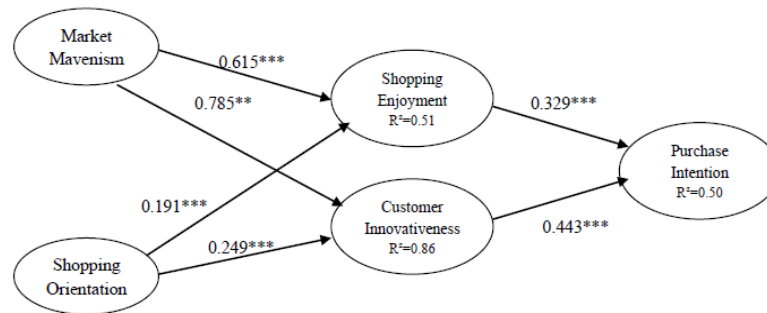 Market
Mavenism
0.615***
0.785**
Shopping
Enjoyment
R²=0.51
0.329***
Purchase
Intention
R²=0.50
0.191***
0.249***
Customer
Innovativeness
R²=0.86
0.443***
Shopping
Orientation